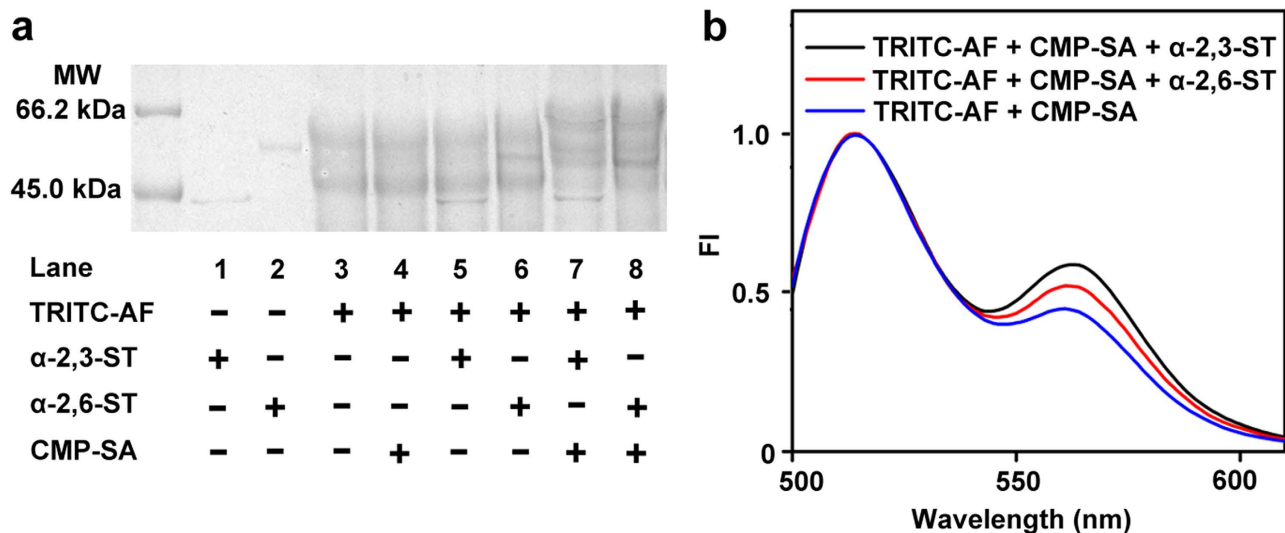 a
MW
66.2 kDa
45.0 kDa
Lane 1 2 3 4 5 6 7 8
TRITC-AF − − + + + + + +
α-2,3-ST + − − − + − + −
α-2,6-ST − + − − − + − +
CMP-SA − − − + − − + +
b
TRITC-AF + CMP-SA + α-2,3-ST
TRITC-AF + CMP-SA + α-2,6-ST
TRITC-AF + CMP-SA
1.0
0.5
0
FI
500 550 600
Wavelength (nm)